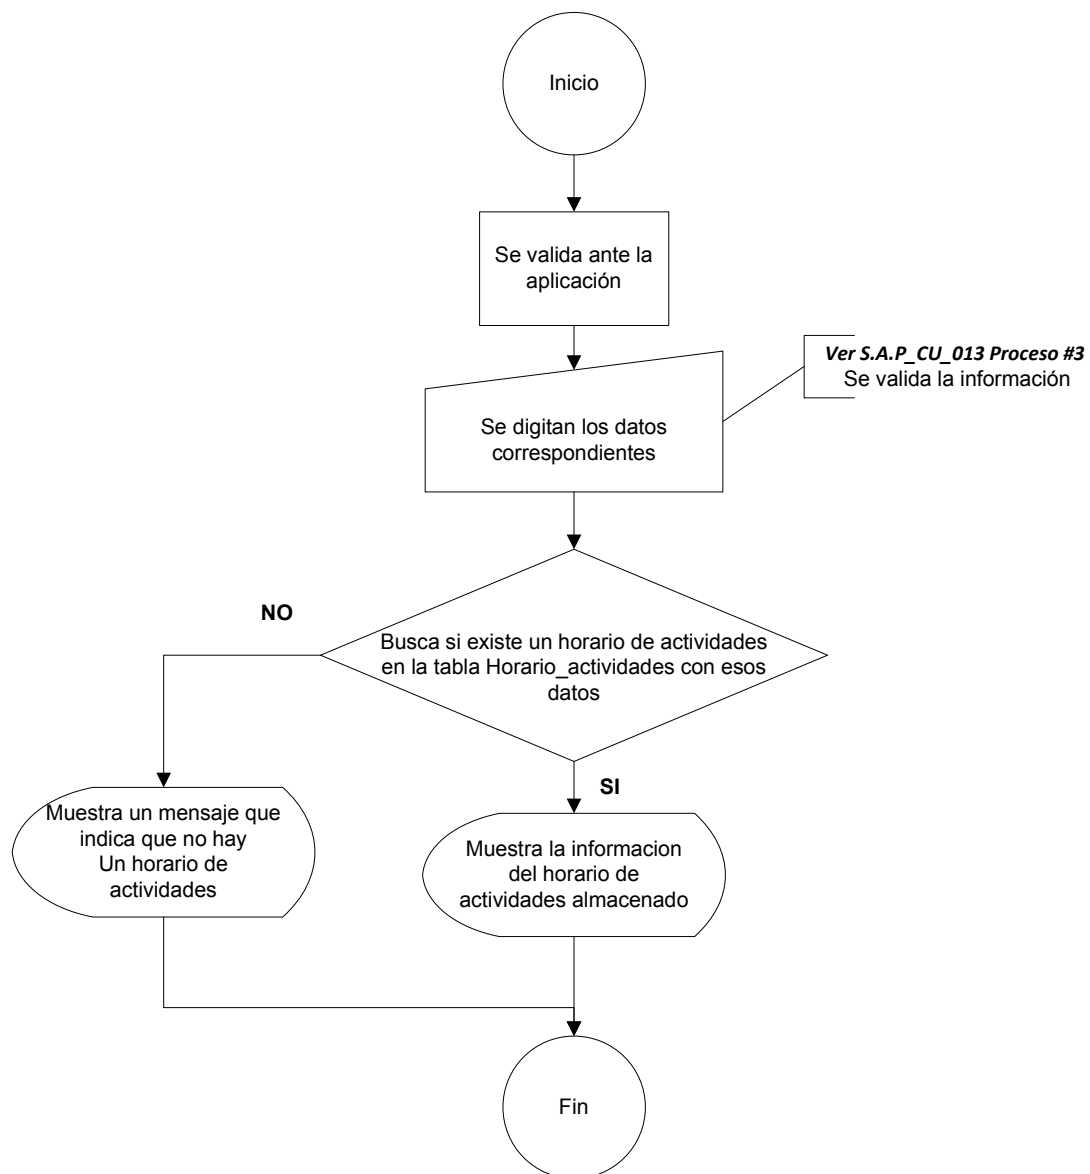 Inicio
Se valida ante la
aplicación
Ver S.A.P_CU_013 Proceso #3
Se valida la información
Se digitan los datos
correspondientes
NO
Busca si existe un horario de actividades
en la tabla Horario_actividades con esos
datos
SI
Muestra un mensaje que
indica que no hay
Un horario de
actividades
Muestra la informacion
del horario de
actividades almacenado
Fin